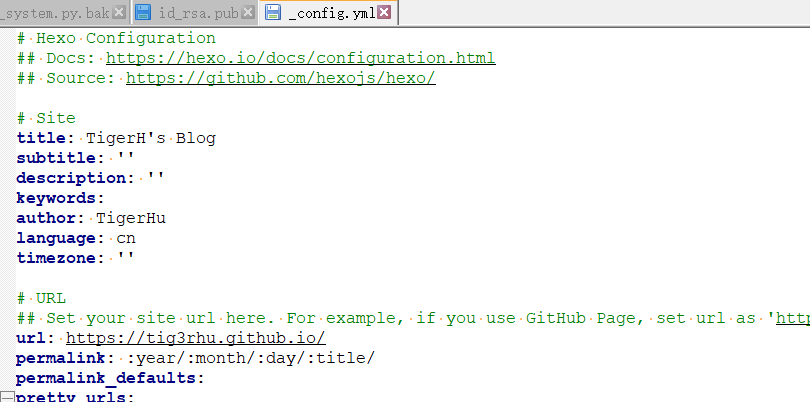 _system.py.bak id_rsa.pub _config.yml
# Hexo Configuration
## Docs: https://hexo.io/docs/configuration.html
## Source: https://github.com/hexojs/hexo/
# Site
title: TigerH's Blog
subtitle: ''
description: ''
keywords:
author: TigerHu
language: cn
timezone: ''
# URL
## Set your site url here. For example, if you use GitHub Page, set url as 'http
url: https://tig3rhu.github.io/
permalink: :year/:month/:day/:title/
permalink_defaults:
pretty_urls: